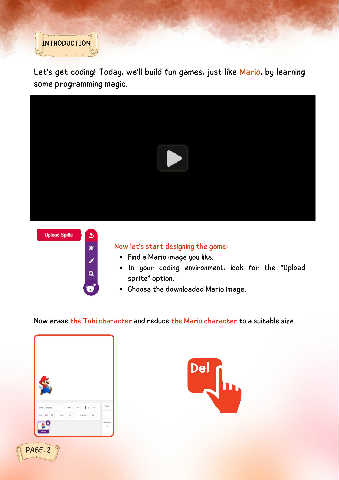 INTRODUCTION
Let's get coding! Today, we'll build fun games, just like Mario, by learning
some programming magic.
Upload Sprite
Now let's start designing the game:
• Find a Mario image you like.
• In your coding environment, look for the "Upload
sprite" option.
• Choose the downloaded Mario image.
Now erase the Tobi character and reduce the Mario character to a suitable size
Del
PAGE.2